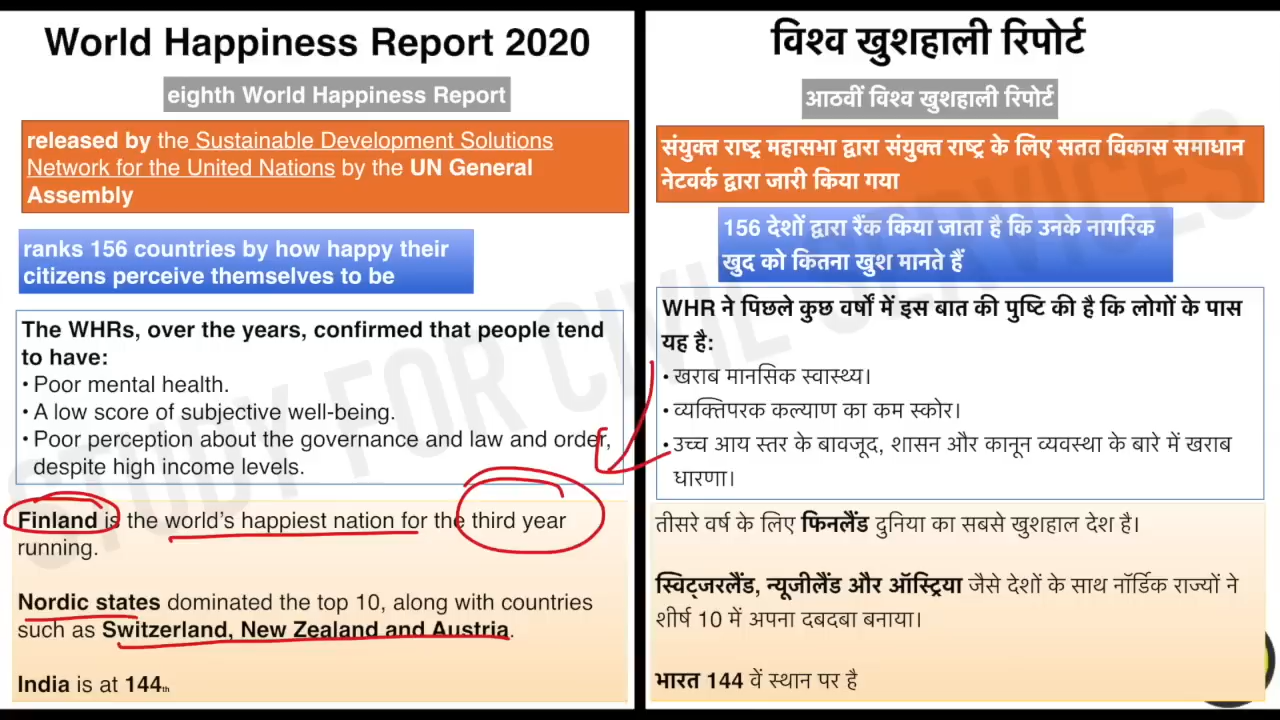 World Happiness Report 2020
eighth World Happiness Report
released by the Sustainable Development Solutions
Network for the United Nations by the UN General
Assembly
ranks 156 countries by how happy their
citizens perceive themselves to be
The WHRs, over the years, confirmed that people tend
to have:
• Poor mental health.
• A low score of subjective well-being.
• Poor perception about the governance and law and order,
despite high income levels.
Finland is the world's happiest nation for the third year
running.
Nordic states dominated the top 10, along with countries
such as Switzerland, New Zealand and Austria.
India is at 144th
विश्व खुशहाली रिपोर्ट
आठवीं विश्व खुशहाली रिपोर्ट
संयुक्त राष्ट्र महासभा द्वारा संयुक्त राष्ट्र के लिए सतत विकास समाधान
नेटवर्क द्वारा जारी किया गया
156 देशों द्वारा रैंक किया जाता है कि उनके नागरिक
खुद को कितना खुश मानते हैं
WHR ने पिछले कुछ वर्षों में इस बात की पुष्टि की है कि लोगों के पास
यह है:
• खराब मानसिक स्वास्थ्य।
• व्यक्तिपरक कल्याण का कम स्कोर।
• उच्च आय स्तर के बावजूद, शासन और कानून व्यवस्था के बारे में खराब
धारणा।
तीसरे वर्ष के लिए फिनलैंड दुनिया का सबसे खुशहाल देश है।
स्विट्जरलैंड, न्यूजीलैंड और ऑस्ट्रिया जैसे देशों के साथ नॉर्डिक राज्यों ने
शीर्ष 10 में अपना दबदबा बनाया।
भारत 144 वें स्थान पर है
STUDY FOR CIVIL SERVICES